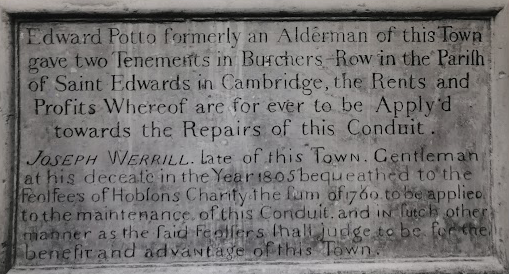 Edward Potto formerly an Alderman of this Town
gave two Tenements in Butchers-Row in the Pariſh
of Saint Edwards in Cambridge, the Rents and
Profits Whereof are for ever to be Apply'd
towards the Repairs of this Conduit.
JOSEPH WERRILL. late of this Town. Gentleman
at his deceaſe in the Year 1805 bequeathed to the
Feoffees of Hobſons Charity the ſum of 1760 to be applied
to the maintenance of this Conduit. and in ſuch other
manner as the ſaid Feoffees ſhall judge to be for the
benefit and advantage of this Town.